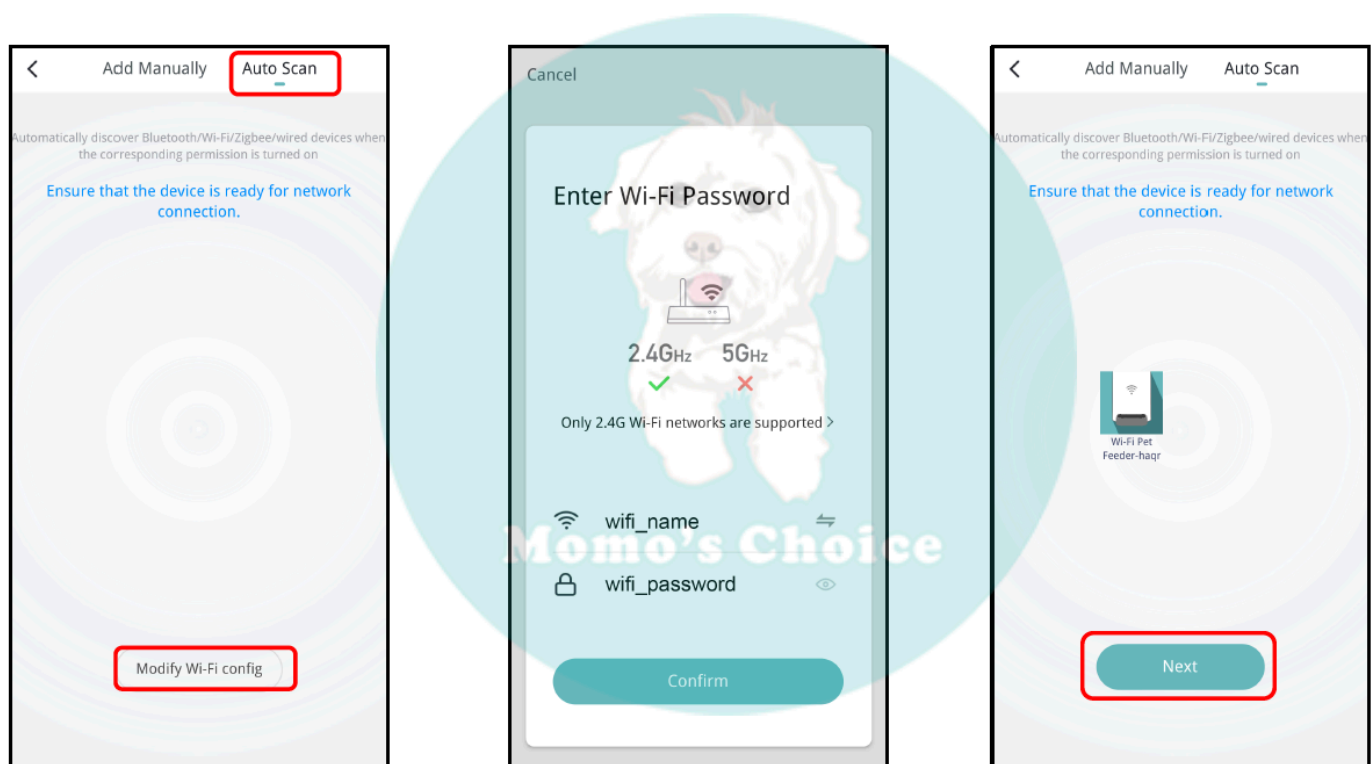 Add Manually Auto Scan
Automatically discover Bluetooth/Wi-Fi/Zigbee/wired devices when
the corresponding permission is turned on
Ensure that the device is ready for network
connection.
Modify Wi-Fi config
Cancel
Enter Wi-Fi Password
2.4GHz 5GHz
Only 2.4G Wi-Fi networks are supported >
wifi_name
Momo's Choice
wifi_password
Confirm
Add Manually Auto Scan
Automatically discover Bluetooth/Wi-Fi/Zigbee/wired devices when
the corresponding permission is turned on
Ensure that the device is ready for network
connection.
Wi-Fi Pet
Feeder-haqr
Next